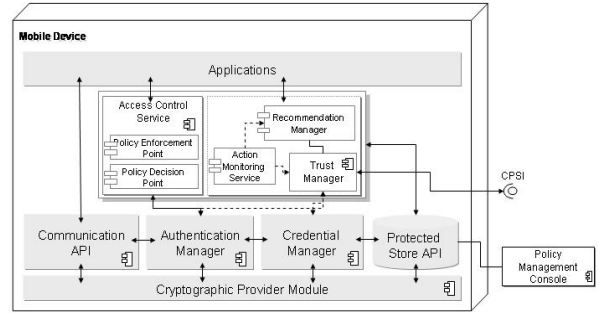 Mobile Device
Applications
Access Control
Service
Policy Enforcement
Point
Policy Decision
Point
Recommendation
Manager
Action
Monitoring
Service
Trust
Manager
CPSI
Communication
API
Authentication
Manager
Credential
Manager
Protected
Store API
Policy
Management
Console
Cryptographic Provider Module